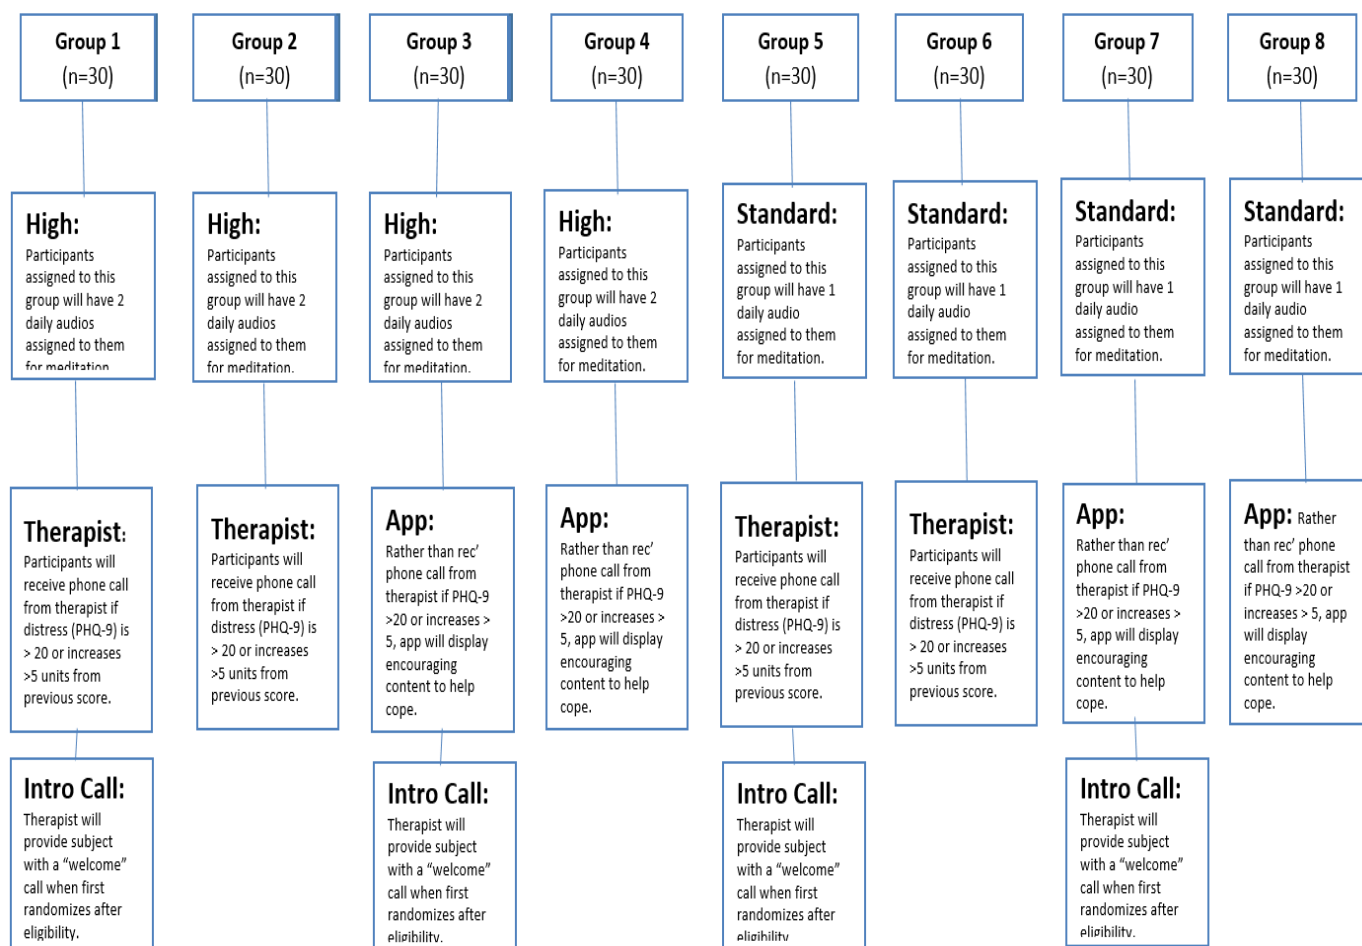 Group 1
(n=30)
Group 2
(n=30)
Group 3
(n=30)
Group 4
(n=30)
Group 5
(n=30)
Group 6
(n=30)
Group 7
(n=30)
Group 8
(n=30)
High:
Participants
assigned to this
group will have 2
daily audios
assigned to them
for meditation.
High:
Participants
assigned to this
group will have 2
daily audios
assigned to them
for meditation.
High:
Participants
assigned to this
group will have 2
daily audios
assigned to them
for meditation.
High:
Participants
assigned to this
group will have 2
daily audios
assigned to them
for meditation.
Standard:
Participants
assigned to this
group will have 1
daily audio
assigned to them
for meditation.
Standard:
Participants
assigned to this
group will have 1
daily audio
assigned to them
for meditation.
Standard:
Participants
assigned to this
group will have 1
daily audio
assigned to them
for meditation.
Standard:
Participants
assigned to this
group will have 1
daily audio
assigned to them
for meditation.
Therapist:
Participants will
receive phone call
from therapist if
distress (PHQ-9) is
> 20 or increases
>5 units from
previous score.
Therapist:
Participants will
receive phone call
from therapist if
distress (PHQ-9) is
> 20 or increases
>5 units from
previous score.
App:
Rather than rec’
phone call from
therapist if PHQ-9
>20 or increases >
5, app will display
encouraging
content to help
cope.
App:
Rather than rec’
phone call from
therapist if PHQ-9
>20 or increases >
5, app will display
encouraging
content to help
cope.
Therapist:
Participants will
receive phone call
from therapist if
distress (PHQ-9) is
> 20 or increases
>5 units from
previous score.
Therapist:
Participants will
receive phone call
from therapist if
distress (PHQ-9) is
> 20 or increases
>5 units from
previous score.
App:
Rather than rec’
phone call from
therapist if PHQ-9
>20 or increases >
5, app will display
encouraging
content to help
cope.
App: Rather
than rec’ phone
call from therapist
if PHQ-9 >20 or
increases > 5, app
will display
encouraging
content to help
cope.
Intro Call:
Therapist will
provide subject
with a “welcome”
call when first
randomizes after
eligibility.
Intro Call:
Therapist will
provide subject
with a “welcome”
call when first
randomizes after
eligibility.
Intro Call:
Therapist will
provide subject
with a “welcome”
call when first
randomizes after
eligibility.
Intro Call:
Therapist will
provide subject
with a “welcome”
call when first
randomizes after
eligibility.